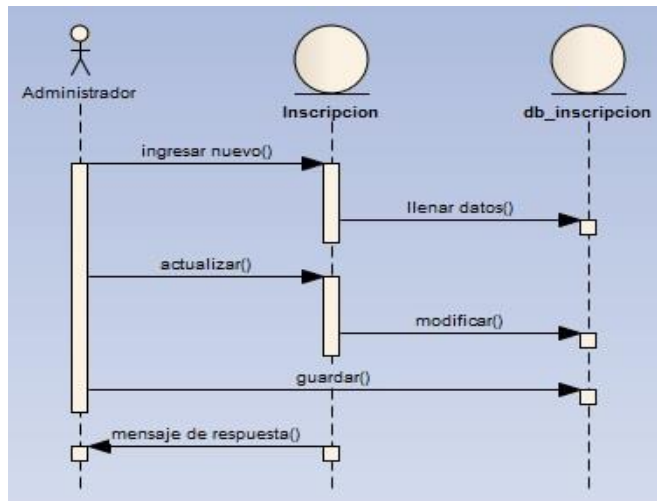 Administrador
Inscripcion
db_inscripcion
ingresar nuevo()
llenar datos()
actualizar()
modificar()
guardar()
mensaje de respuesta()